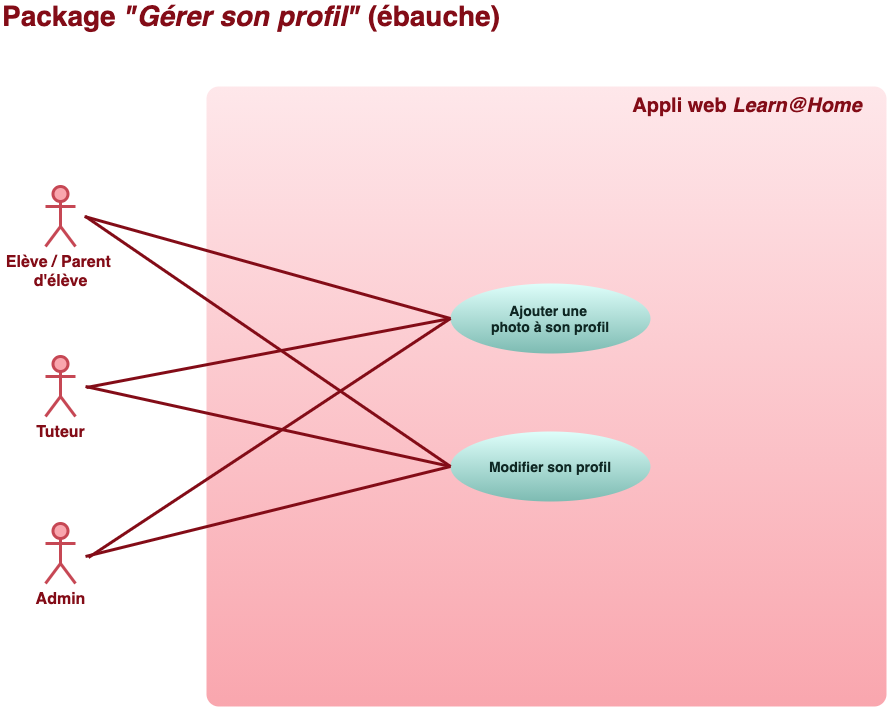 Package "Gérer son profil" (ébauche)
Appli web Learn@Home
Elève / Parent
d'élève
Ajouter une
photo à son profil
Tuteur
Modifier son profil
Admin